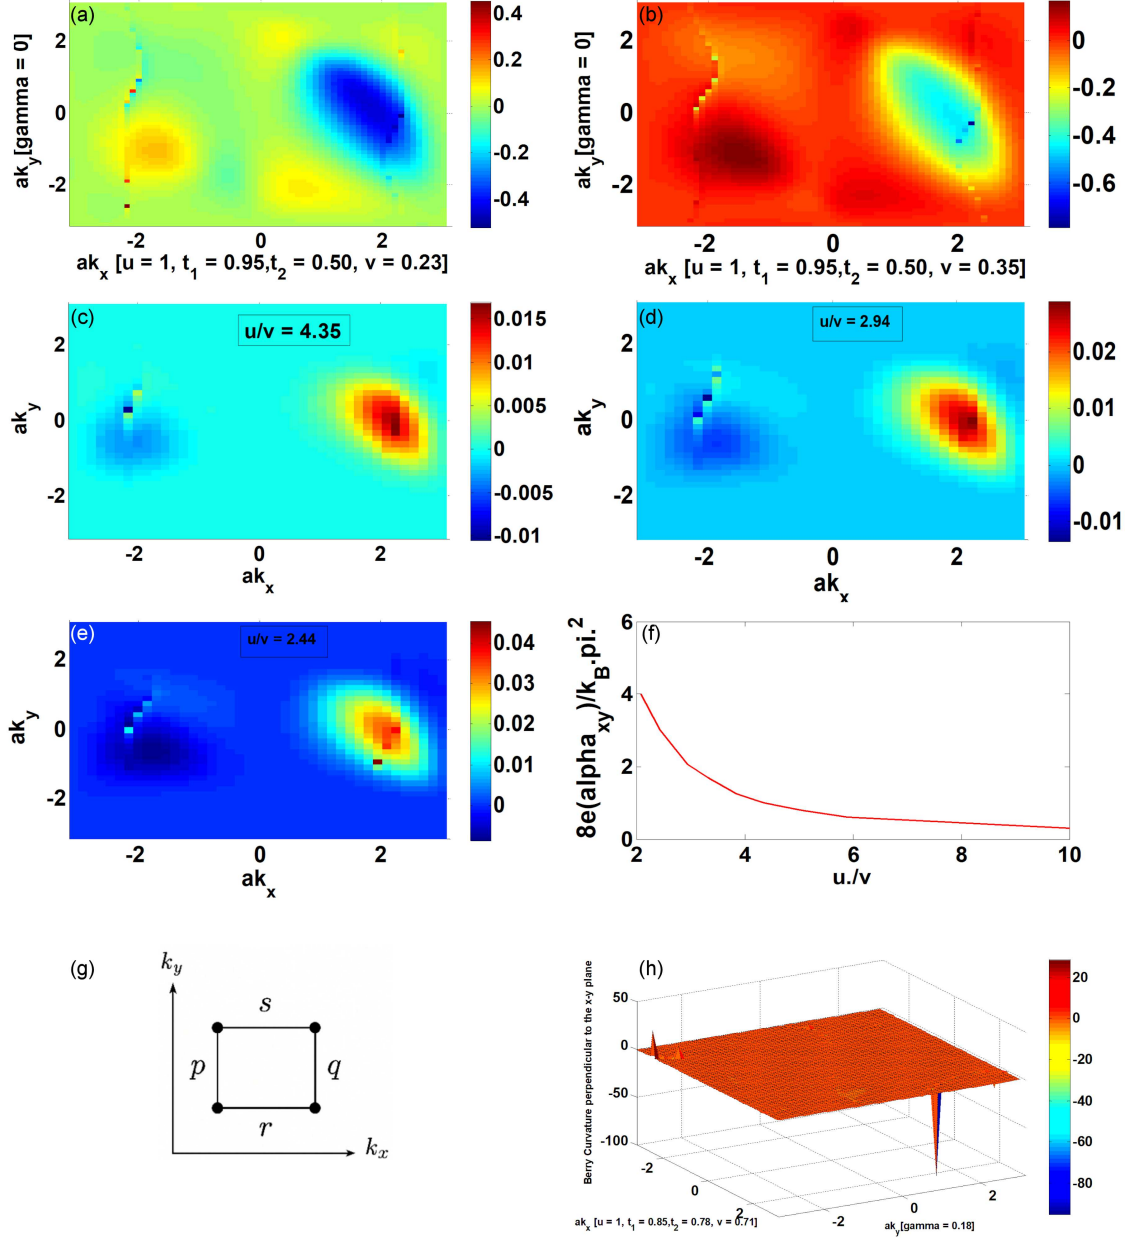 (a)
2
0
-2
ak_y[gamma = 0]
-2
0
2
ak_x [u = 1, t_1 = 0.95,t_2 = 0.50, v = 0.23]
0.4
0.2
0
-0.2
-0.4
(b)
2
0
-2
ak_y[gamma = 0]
-2
0
2
ak_x [u = 1, t_1 = 0.95,t_2 = 0.50, v = 0.35]
0
-0.2
-0.4
-0.6
(c)
u/v = 4.35
2
0
-2
ak_y
-2
0
2
ak_x
0.015
0.01
0.005
0
-0.005
-0.01
(d)
u/v = 2.94
2
0
-2
ak_y
-2
0
2
ak_x
0.02
0.01
0
-0.01
(e)
u/v = 2.44
2
0
-2
ak_y
-2
0
2
ak_x
0.04
0.03
0.02
0.01
0
(f)
6
4
2
0
8e(alpha_xy)/k_B.pi.^2
2
4
6
8
10
u./v
(g)
k_y
s
p
q
r
k_x
(h)
Berry Curvature perpendicular to the x-y plane
50
0
-50
-100
-2
0
2
ak_x [u = 1, t_1 = 0.85,t_2 = 0.78, v = 0.71]
-2
0
2
ak_y[gamma = 0.18]
20
0
-20
-40
-60
-80